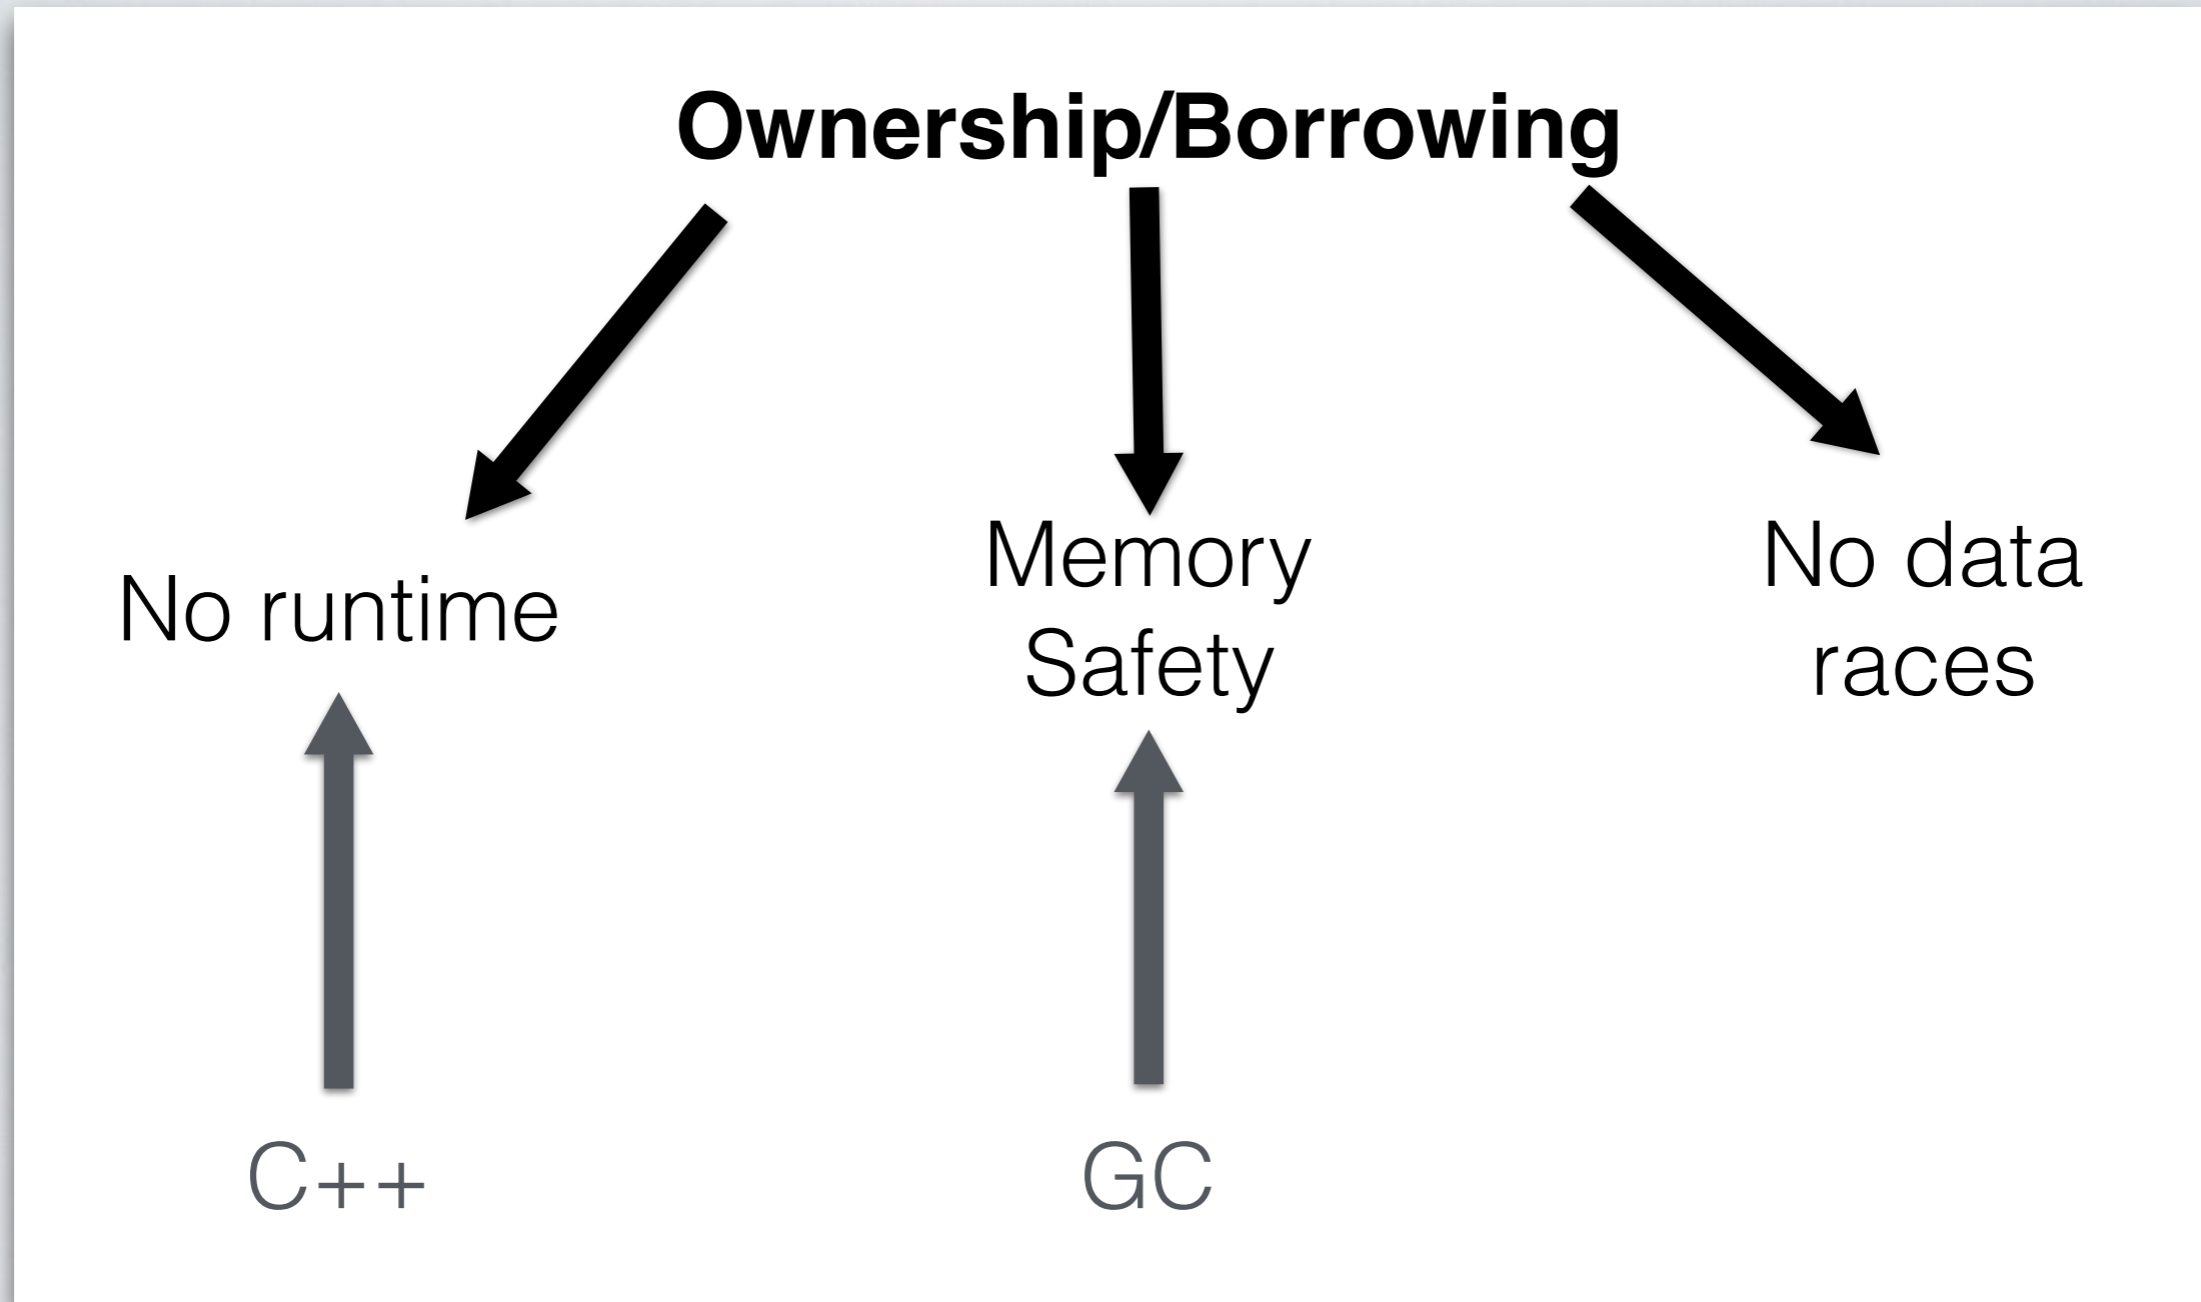 Ownership/Borrowing
No runtime
Memory
Safety
No data
races
C++
GC